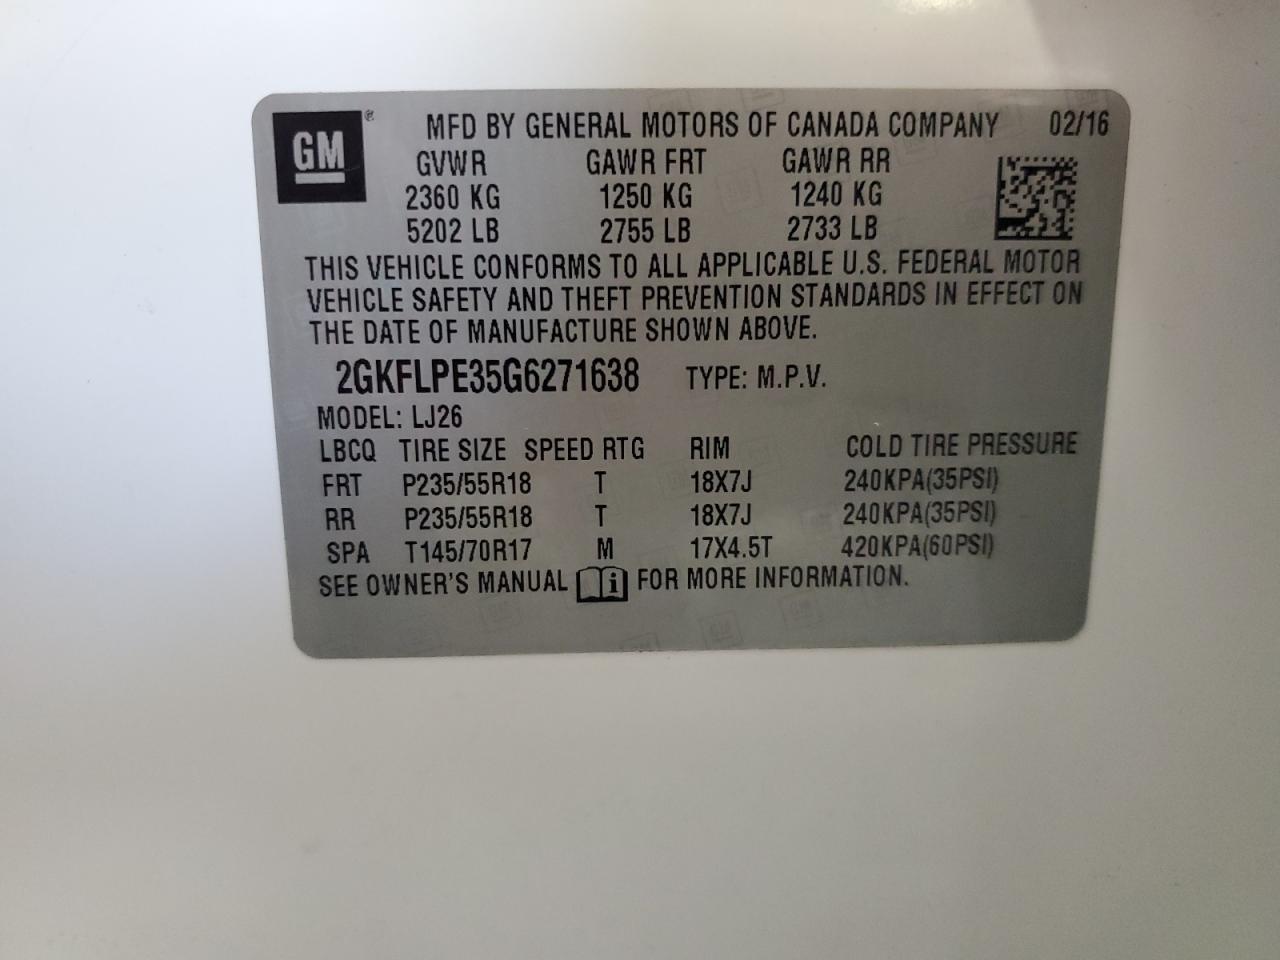 GM ® MFD BY GENERAL MOTORS OF CANADA COMPANY 02/16
GVWR GAWR FRT GAWR RR
2360 KG 1250 KG 1240 KG
5202 LB 2755 LB 2733 LB
THIS VEHICLE CONFORMS TO ALL APPLICABLE U.S. FEDERAL MOTOR
VEHICLE SAFETY AND THEFT PREVENTION STANDARDS IN EFFECT ON
THE DATE OF MANUFACTURE SHOWN ABOVE.
2GKFLPE35G6271638 TYPE: M.P.V.
MODEL: LJ26
LBCQ TIRE SIZE SPEED RTG RIM COLD TIRE PRESSURE
FRT P235/55R18 T 18X7J 240KPA(35PSI)
RR P235/55R18 T 18X7J 240KPA(35PSI)
SPA T145/70R17 M 17X4.5T 420KPA(60PSI)
SEE OWNER'S MANUAL i FOR MORE INFORMATION.